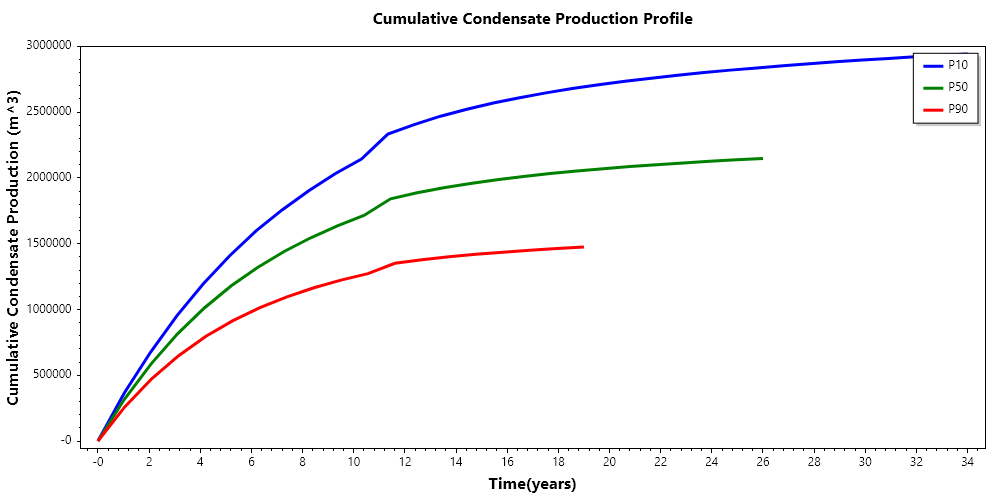 Cumulative Condensate Production Profile
Cumulative Condensate Production (m^3)
3000000
2500000
2000000
1500000
1000000
500000
-0
P10
P50
P90
-0 2 4 6 8 10 12 14 16 18 20 22 24 26 28 30 32 34
Time(years)